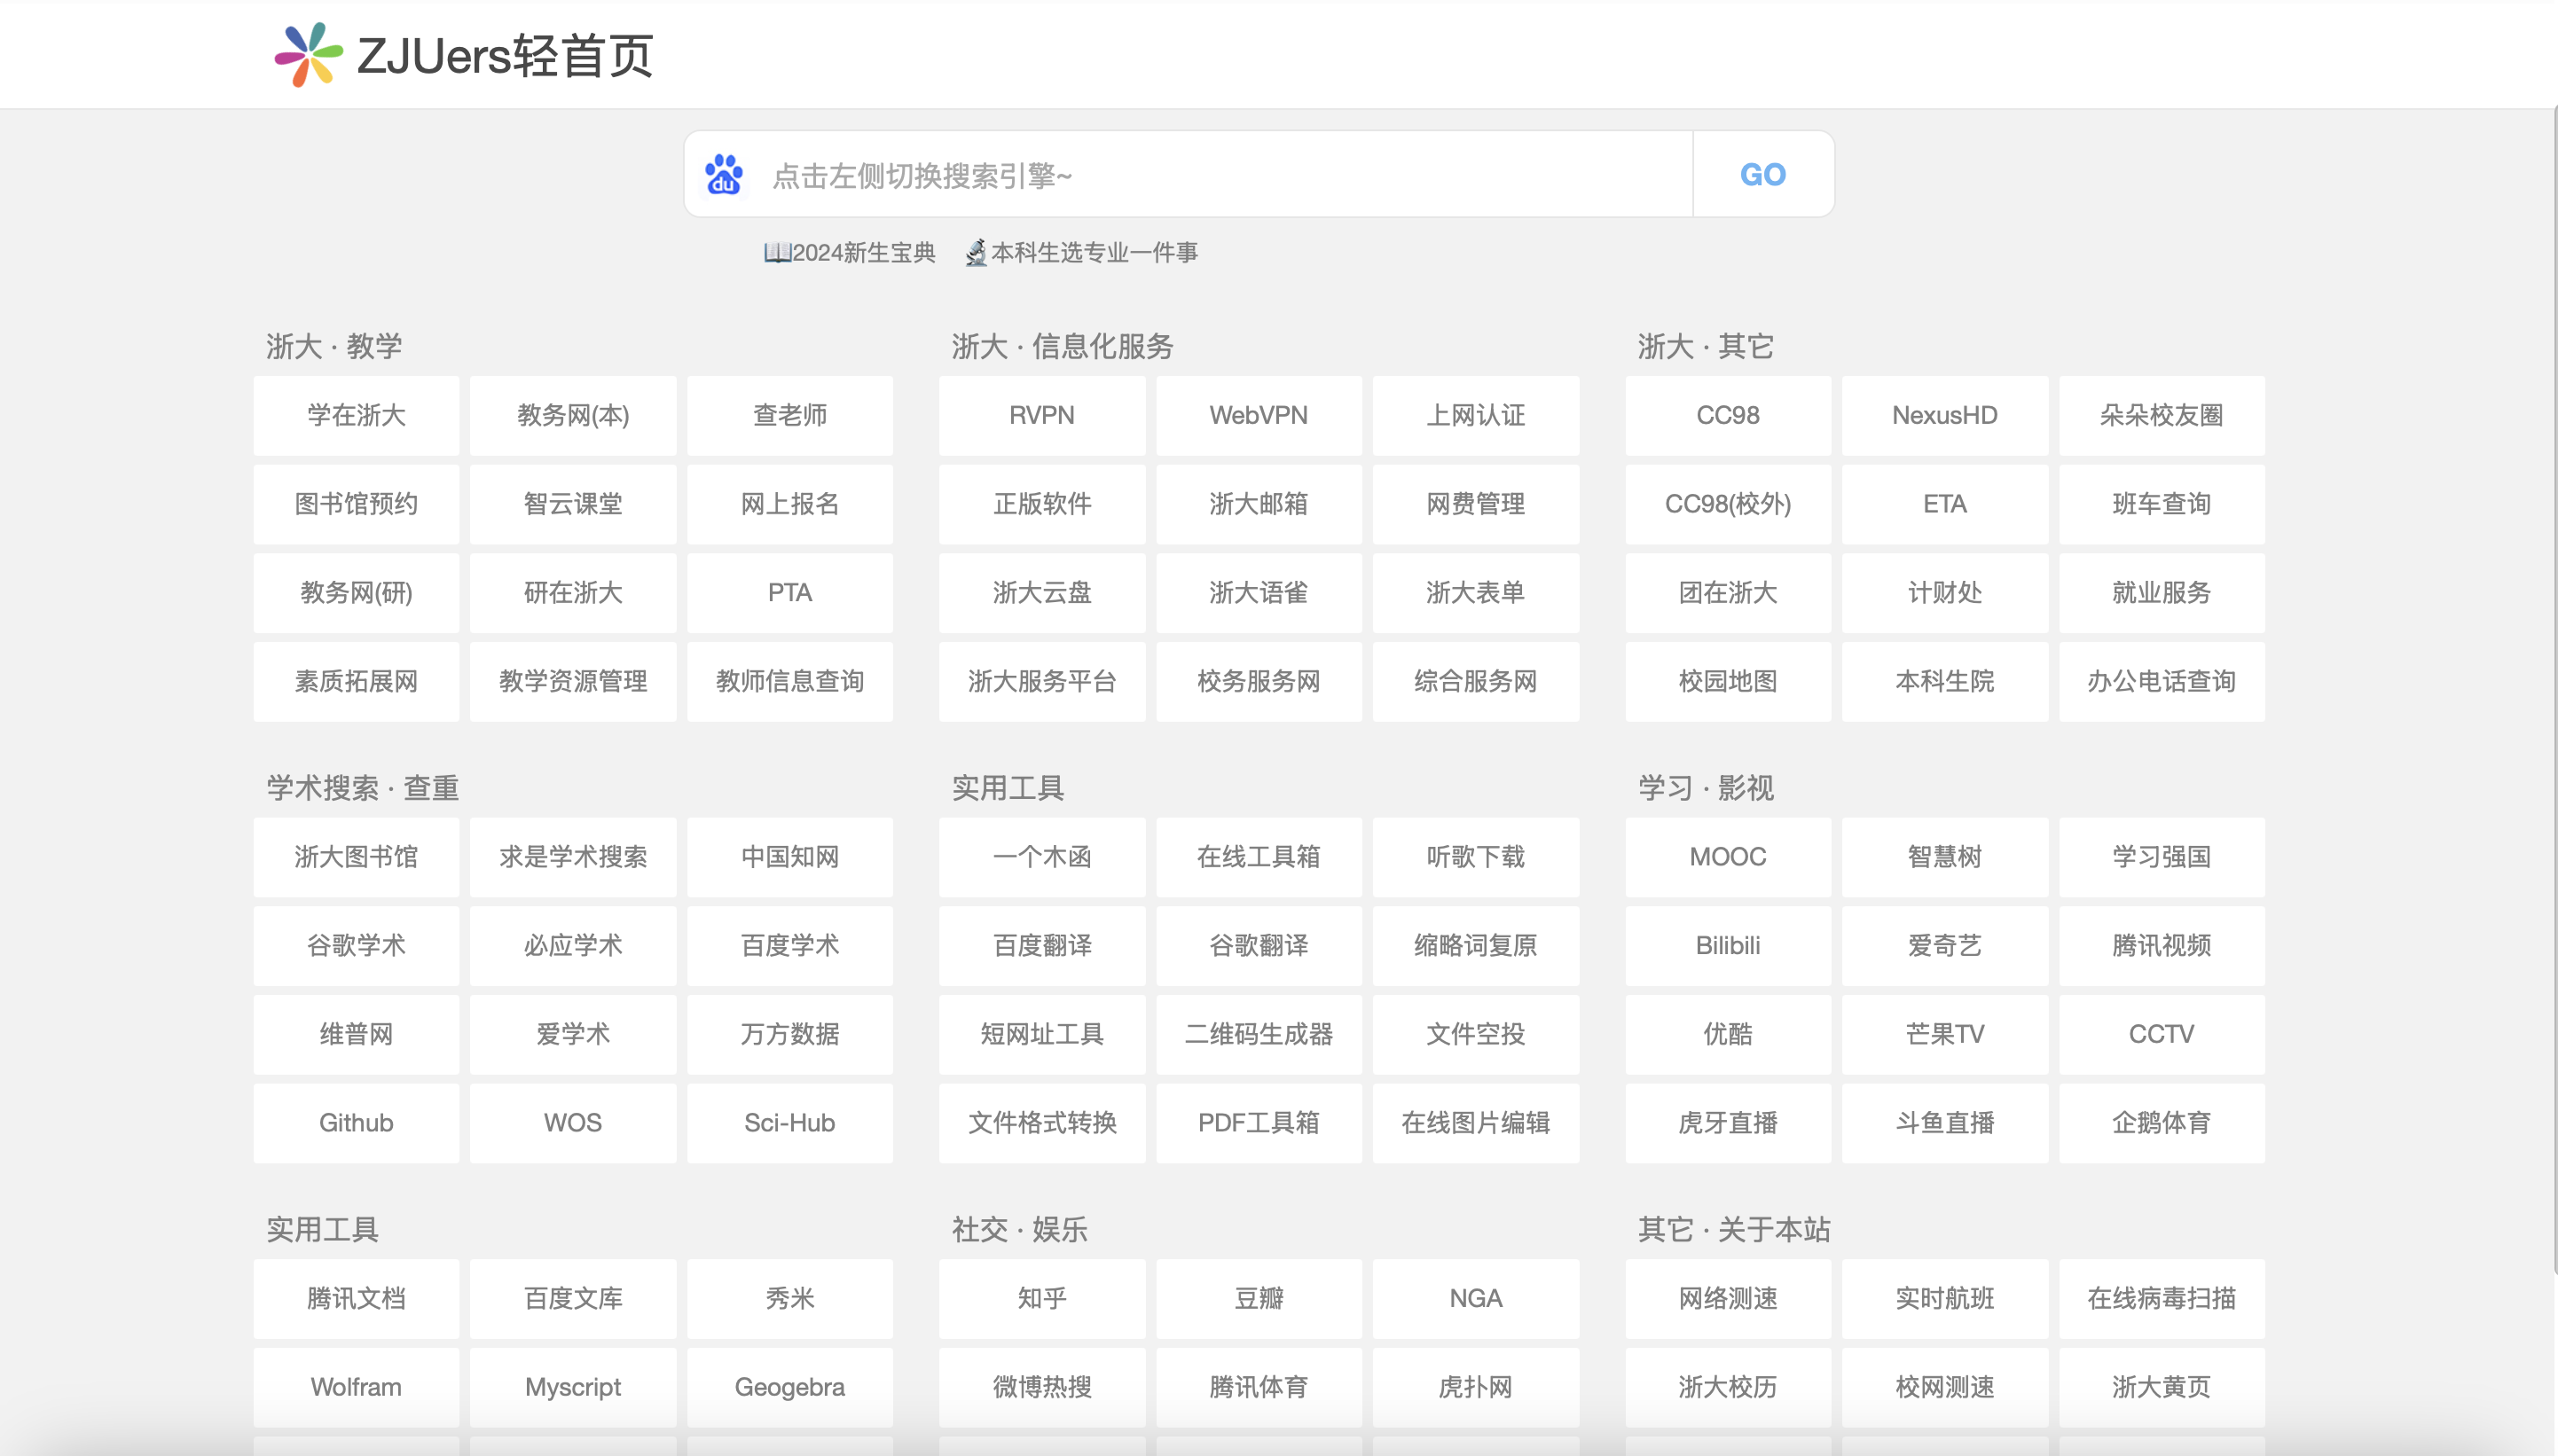 ZJUers轻首页
du
点击左侧切换搜索引擎~
GO
📖2024新生宝典 🔬本科生选专业一件事
浙大 · 教学
学在浙大 教务网(本) 查老师
图书馆预约 智云课堂 网上报名
教务网(研) 研在浙大 PTA
素质拓展网 教学资源管理 教师信息查询
浙大 · 信息化服务
RVPN WebVPN 上网认证
正版软件 浙大邮箱 网费管理
浙大云盘 浙大语雀 浙大表单
浙大服务平台 校务服务网 综合服务网
浙大 · 其它
CC98 NexusHD 朵朵校友圈
CC98(校外) ETA 班车查询
团在浙大 计财处 就业服务
校园地图 本科生院 办公电话查询
学术搜索 · 查重
浙大图书馆 求是学术搜索 中国知网
谷歌学术 必应学术 百度学术
维普网 爱学术 万方数据
Github WOS Sci-Hub
实用工具
一个木函 在线工具箱 听歌下载
百度翻译 谷歌翻译 缩略词复原
短网址工具 二维码生成器 文件空投
文件格式转换 PDF工具箱 在线图片编辑
学习 · 影视
MOOC 智慧树 学习强国
Bilibili 爱奇艺 腾讯视频
优酷 芒果TV CCTV
虎牙直播 斗鱼直播 企鹅体育
实用工具
腾讯文档 百度文库 秀米
Wolfram Myscript Geogebra
社交 · 娱乐
知乎 豆瓣 NGA
微博热搜 腾讯体育 虎扑网
其它 · 关于本站
网络测速 实时航班 在线病毒扫描
浙大校历 校网测速 浙大黄页